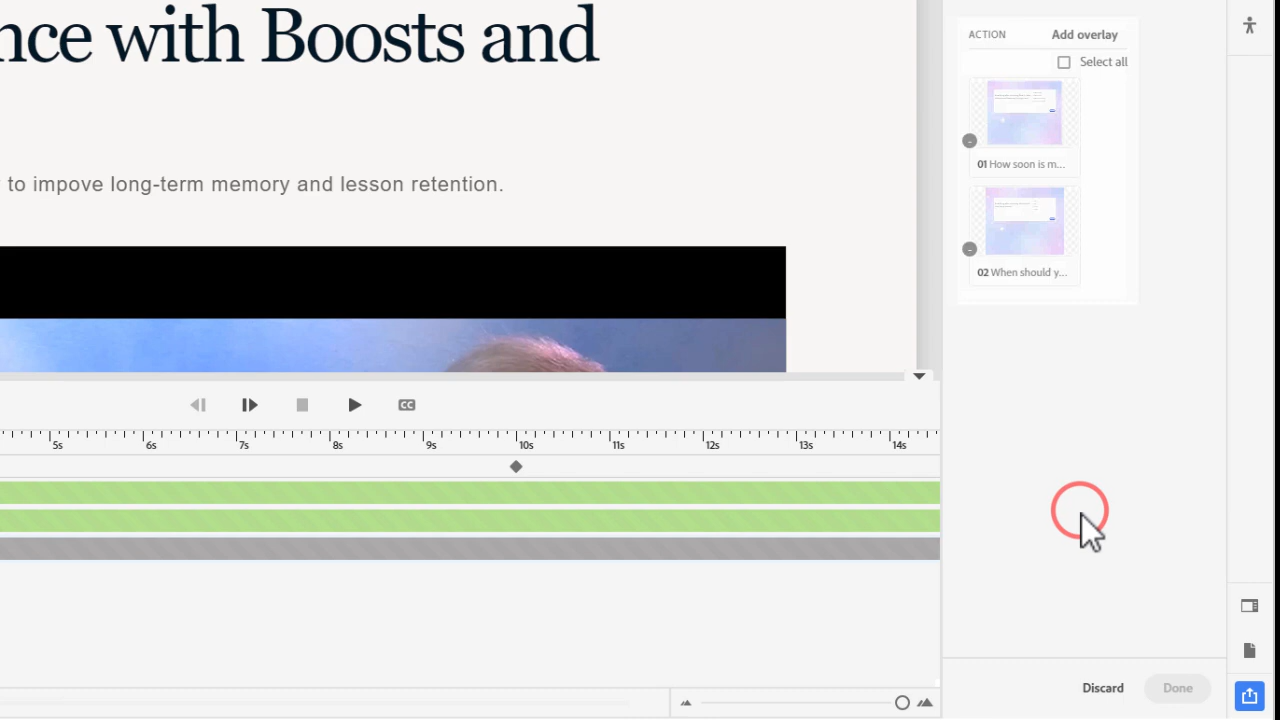 nce with Boosts and
to impove long-term memory and lesson retention.
ACTION Add overlay
Select all
01 How soon is m...
02 When should y...
CC
5s 6s 7s 8s 9s 10s 11s 12s 13s 14s
Discard Done